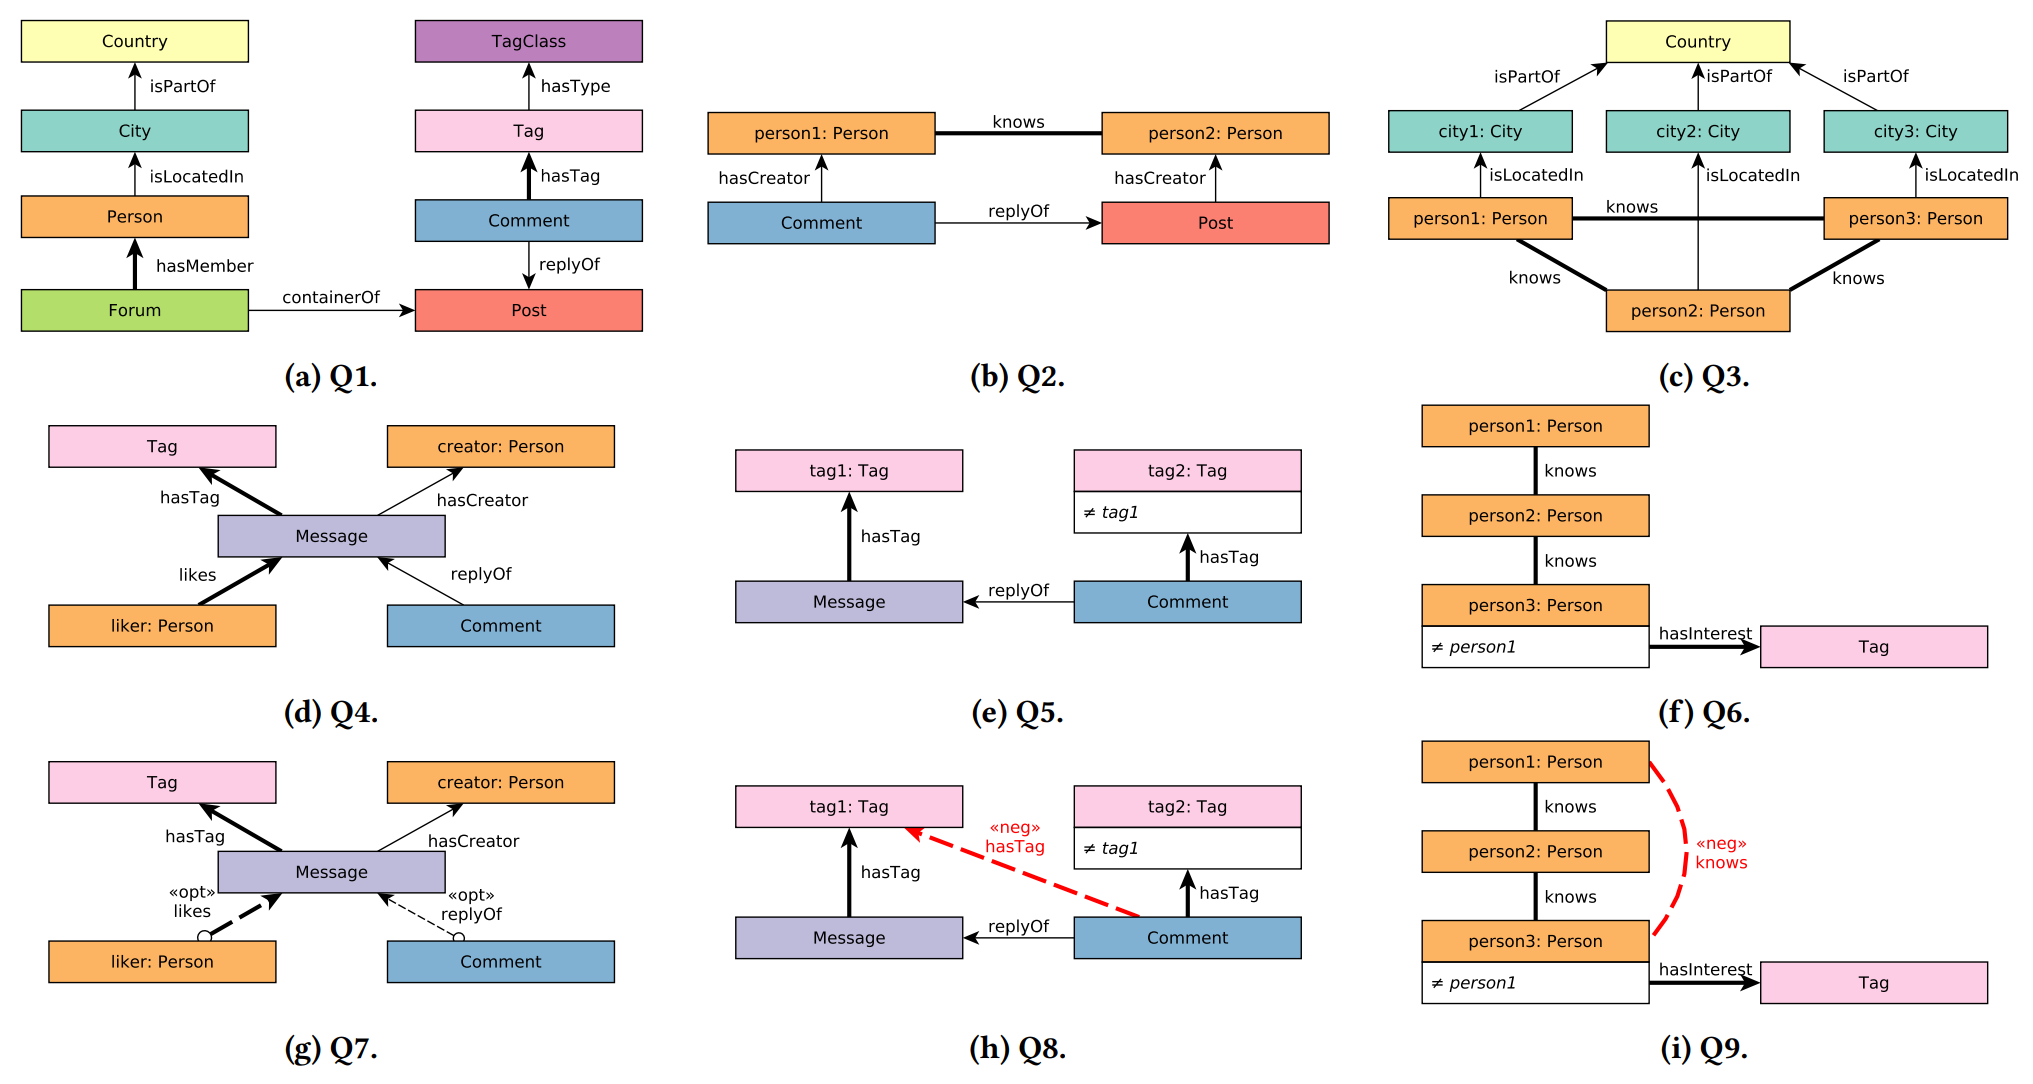 Country
isPartOf
City
isLocatedIn
Person
hasMember
Forum
containerOf
TagClass
hasType
Tag
hasTag
Comment
replyOf
Post
(a) Q1.
person1: Person
knows
person2: Person
hasCreator
hasCreator
Comment
replyOf
Post
(b) Q2.
Country
isPartOf
isPartOf
isPartOf
city1: City
city2: City
city3: City
isLocatedIn
isLocatedIn
isLocatedIn
person1: Person
knows
person3: Person
knows
knows
person2: Person
(c) Q3.
Tag
creator: Person
hasTag
hasCreator
Message
likes
replyOf
liker: Person
Comment
(d) Q4.
tag1: Tag
tag2: Tag
≠ tag1
hasTag
hasTag
Message
replyOf
Comment
(e) Q5.
person1: Person
knows
person2: Person
knows
person3: Person
≠ person1
hasInterest
Tag
(f) Q6.
Tag
creator: Person
hasTag
hasCreator
Message
«opt»
likes
«opt»
replyOf
liker: Person
Comment
(g) Q7.
tag1: Tag
tag2: Tag
≠ tag1
«neg»
hasTag
hasTag
hasTag
Message
replyOf
Comment
(h) Q8.
person1: Person
knows
person2: Person
«neg»
knows
knows
person3: Person
≠ person1
hasInterest
Tag
(i) Q9.